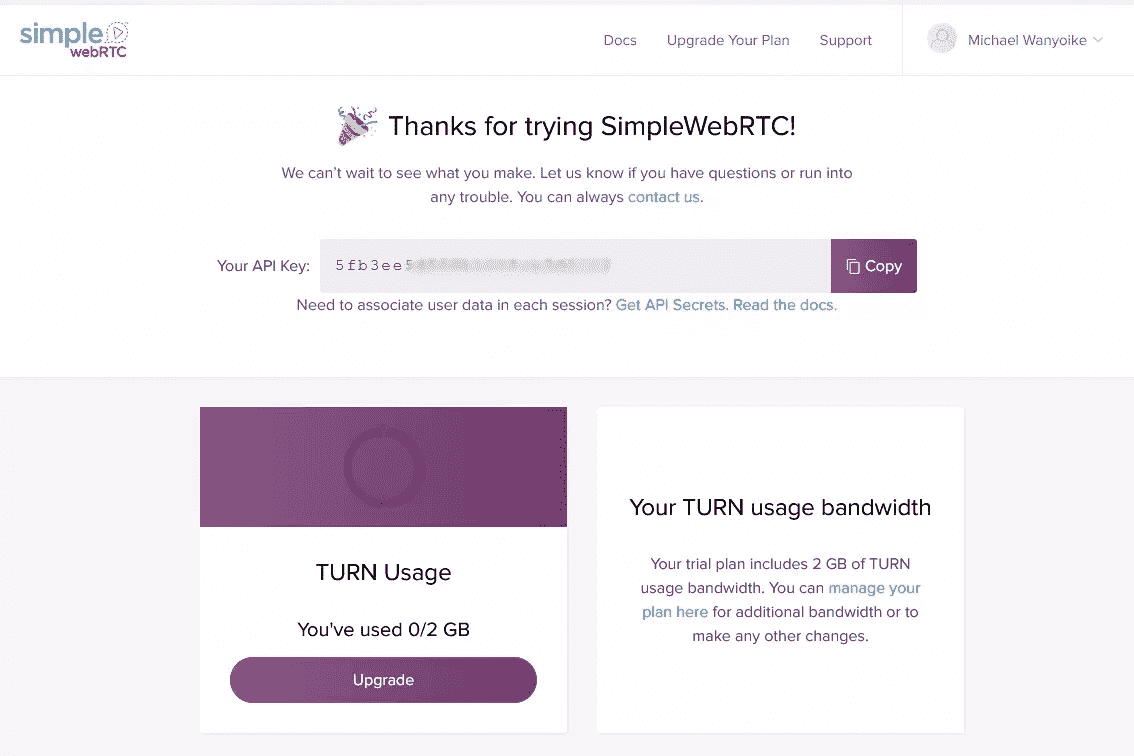 simple
webRTC
Docs
Upgrade Your Plan
Support
Michael Wanyoike
Thanks for trying SimpleWebRTC!
We can’t wait to see what you make. Let us know if you have questions or run into
any trouble. You can always contact us.
Your API Key:
5fb3ee5
Copy
Need to associate user data in each session? Get API Secrets. Read the docs.
TURN Usage
You've used 0/2 GB
Upgrade
Your TURN usage bandwidth
Your trial plan includes 2 GB of TURN
usage bandwidth. You can manage your
plan here for additional bandwidth or to
make any other changes.